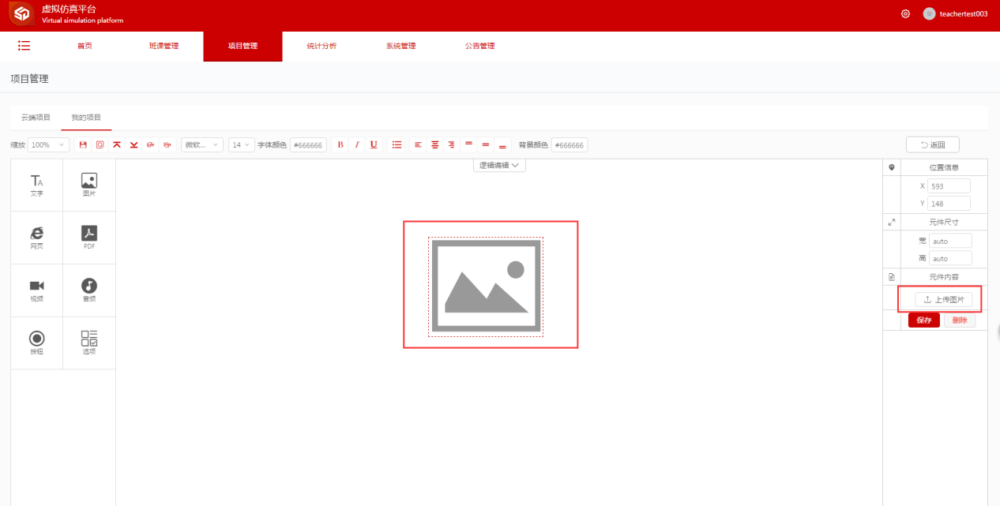 虚拟仿真平台
Virtual simulation platform
teachertest003
首页 班课管理 项目管理 统计分析 系统管理 公告管理
项目管理
云端项目 我的项目
缩放 100% 微软... 14 字体颜色 #666666 B I U 背景颜色 #666666 返回
逻辑编辑
文字 图片
网页 PDF
视频 音频
按钮 选项
位置信息
X 593
Y 148
元件尺寸
宽 auto
高 auto
元件内容
上传图片
保存 删除